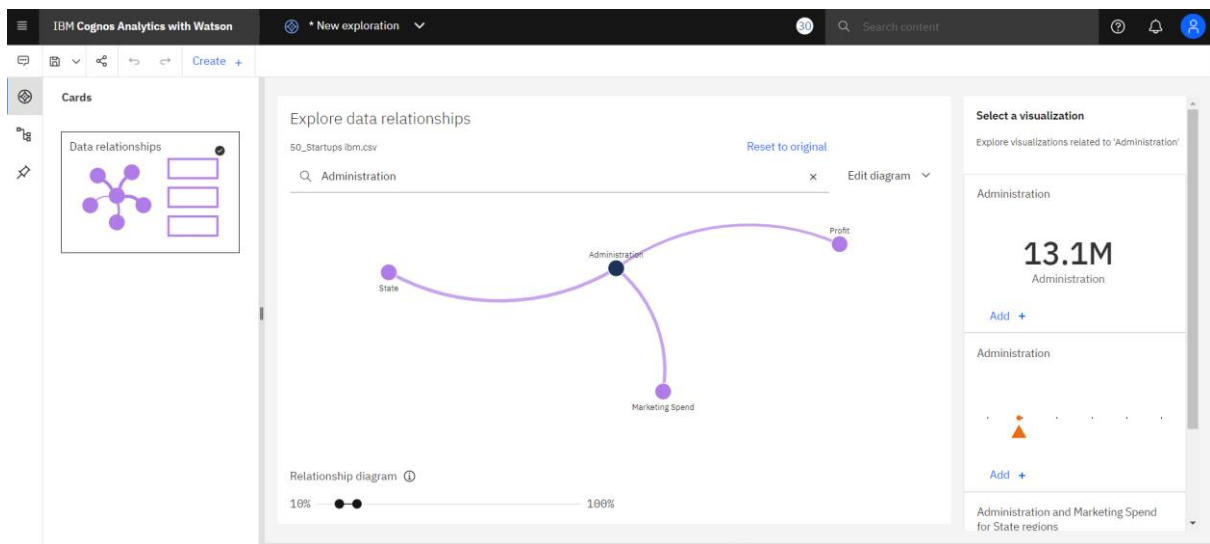 IBM Cognos Analytics with Watson
* New exploration
30
Search content
Create +
Cards
Data relationships
Explore data relationships
50_Startups ibm.csv
Reset to original
Administration
Edit diagram
Profit
Administration
State
Marketing Spend
Relationship diagram
10%
100%
Select a visualization
Explore visualizations related to 'Administration'
Administration
13.1M
Administration
Add +
Administration
Add +
Administration and Marketing Spend
for State regions